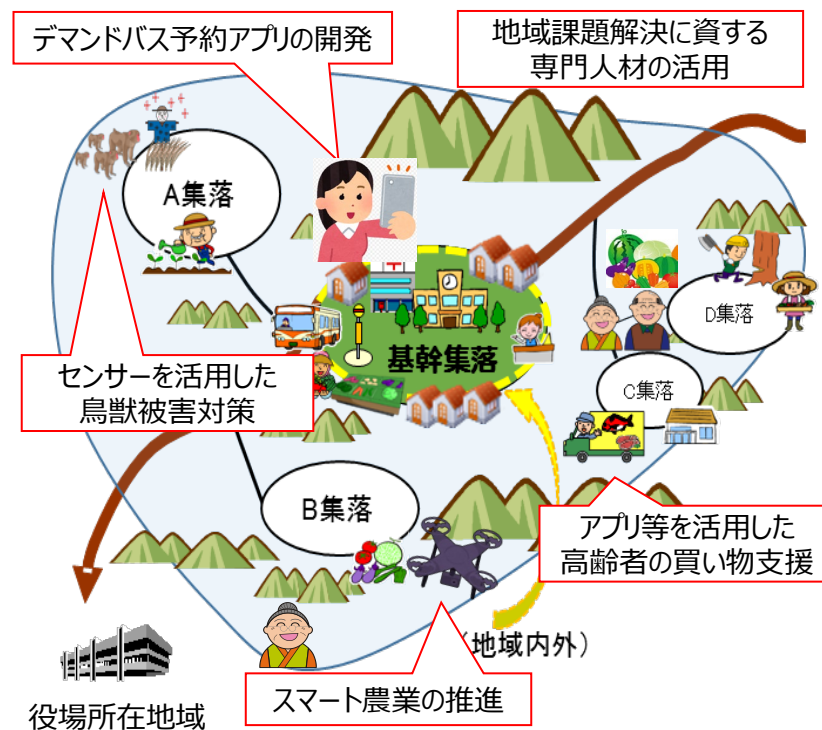 デマンドバス予約アプリの開発
地域課題解決に資する
専門人材の活用
A集落
D集落
基幹集落
センサーを活用した
鳥獣被害対策
C集落
B集落
アプリ等を活用した
高齢者の買い物支援
(地域内外)
スマート農業の推進
役場所在地域